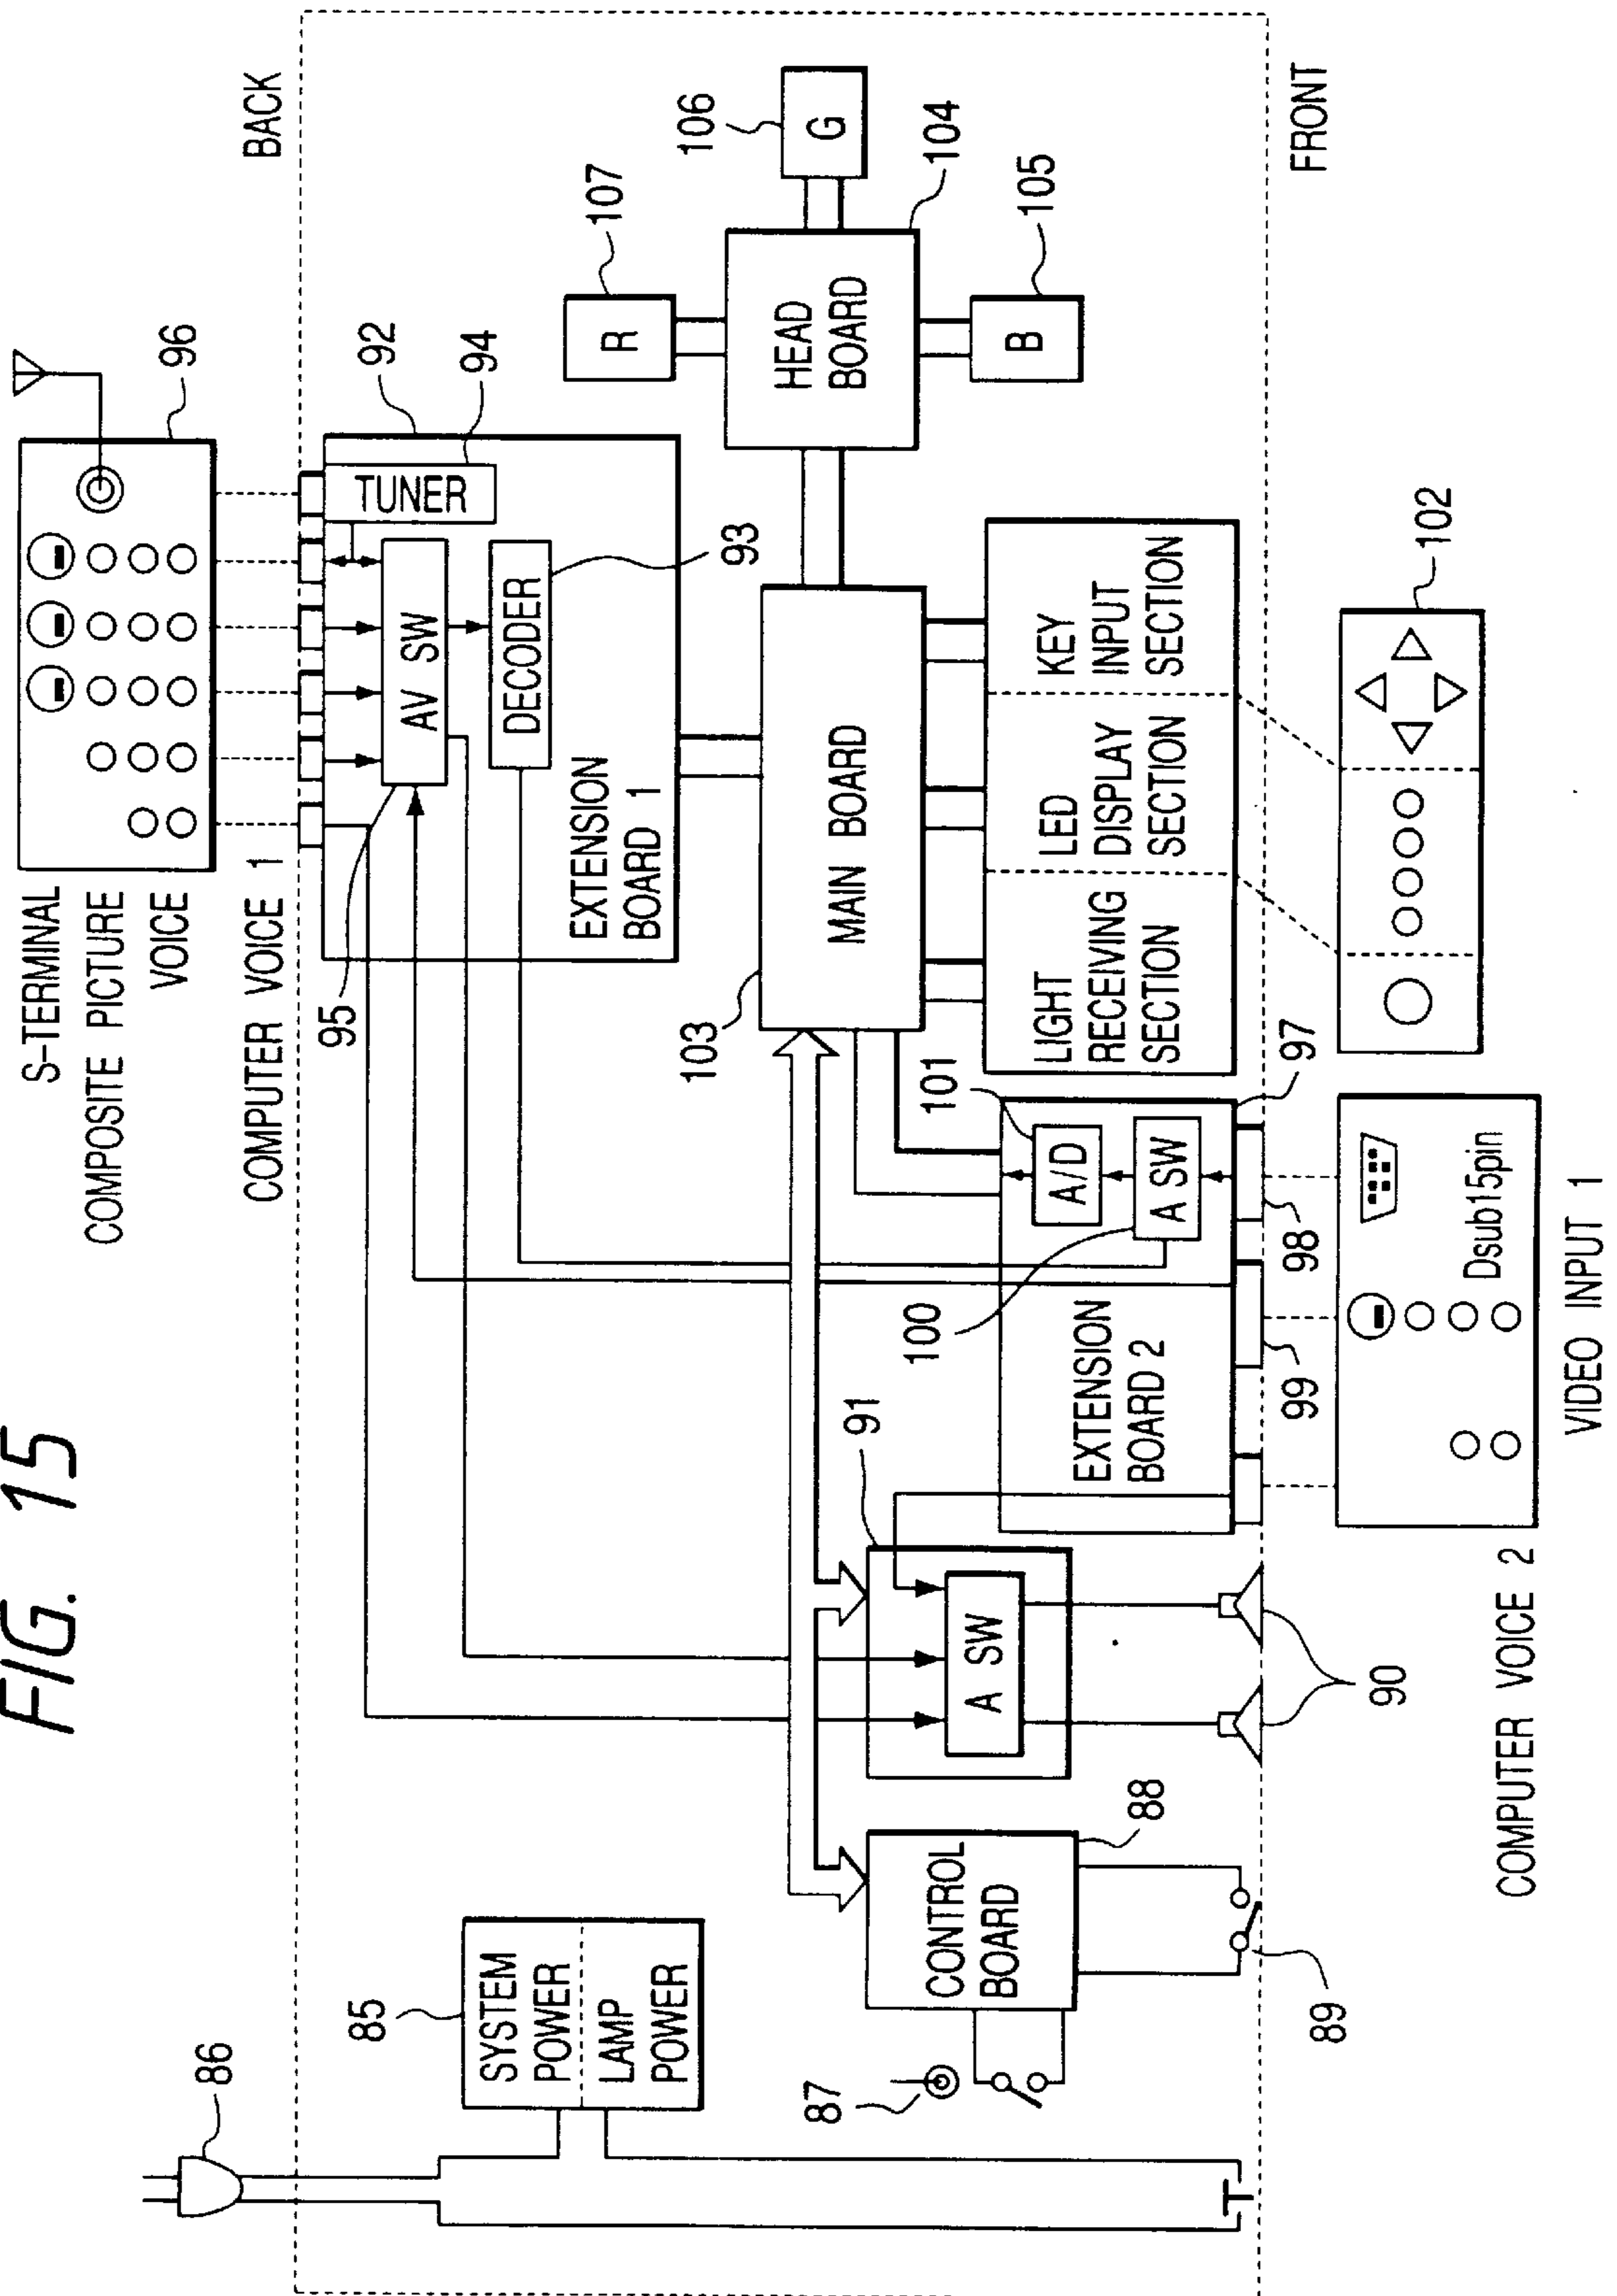 FIG. 15
BACK
FRONT
S-TERMINAL
COMPOSITE PICTURE
VOICE
COMPUTER VOICE 1
96
86
85
SYSTEM
POWER
LAMP
POWER
92
94
TUNER
95
AV SW
DECODER
93
EXTENSION
BOARD 1
107
R
106
G
HEAD
BOARD
104
105
B
103
MAIN BOARD
LIGHT
RECEIVING
SECTION
LED
DISPLAY
SECTION
KEY
INPUT
SECTION
102
87
CONTROL
BOARD
88
89
91
A SW
90
EXTENSION
BOARD 2
101
A/D
A SW
100
97
98
99
Dsub15pin
COMPUTER VOICE 2
VIDEO INPUT 1